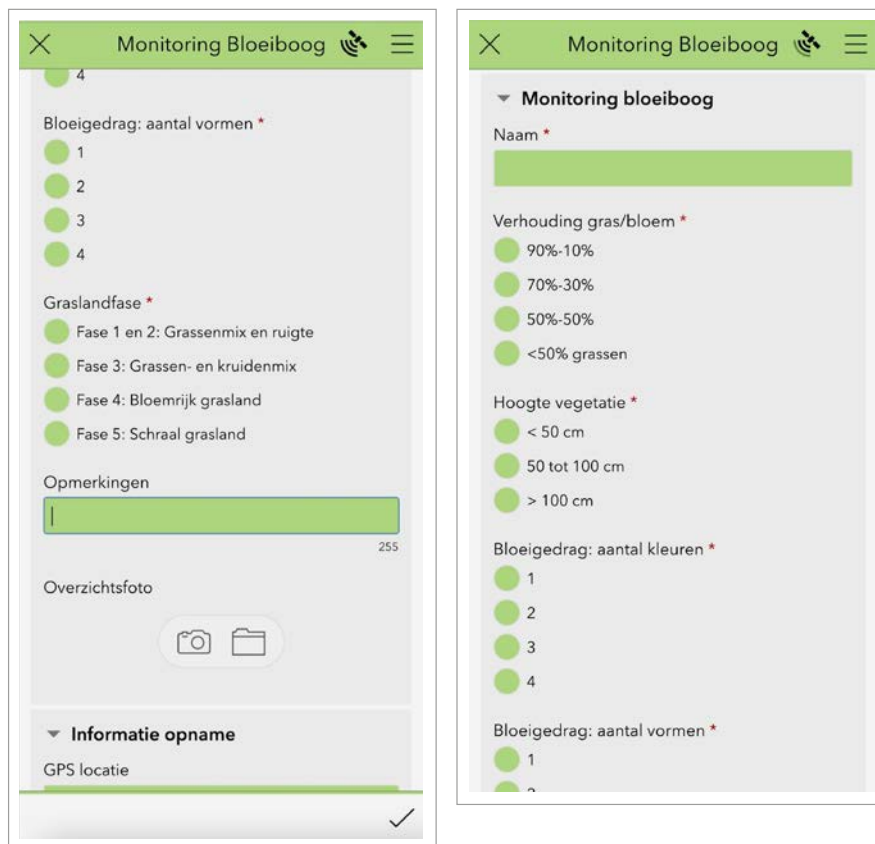 Monitoring Bloeiboog
4
Bloeigedrag: aantal vormen *
1
2
3
4
Graslandfase *
Fase 1 en 2: Grassenmix en ruigte
Fase 3: Grassen- en kruidenmix
Fase 4: Bloemrijk grasland
Fase 5: Schraal grasland
Opmerkingen
255
Overzichtsfoto
Informatie opname
GPS locatie
Monitoring Bloeiboog
Monitoring bloeiboog
Naam *
Verhouding gras/bloem *
90%-10%
70%-30%
50%-50%
<50% grassen
Hoogte vegetatie *
< 50 cm
50 tot 100 cm
> 100 cm
Bloeigedrag: aantal kleuren *
1
2
3
4
Bloeigedrag: aantal vormen *
1
2